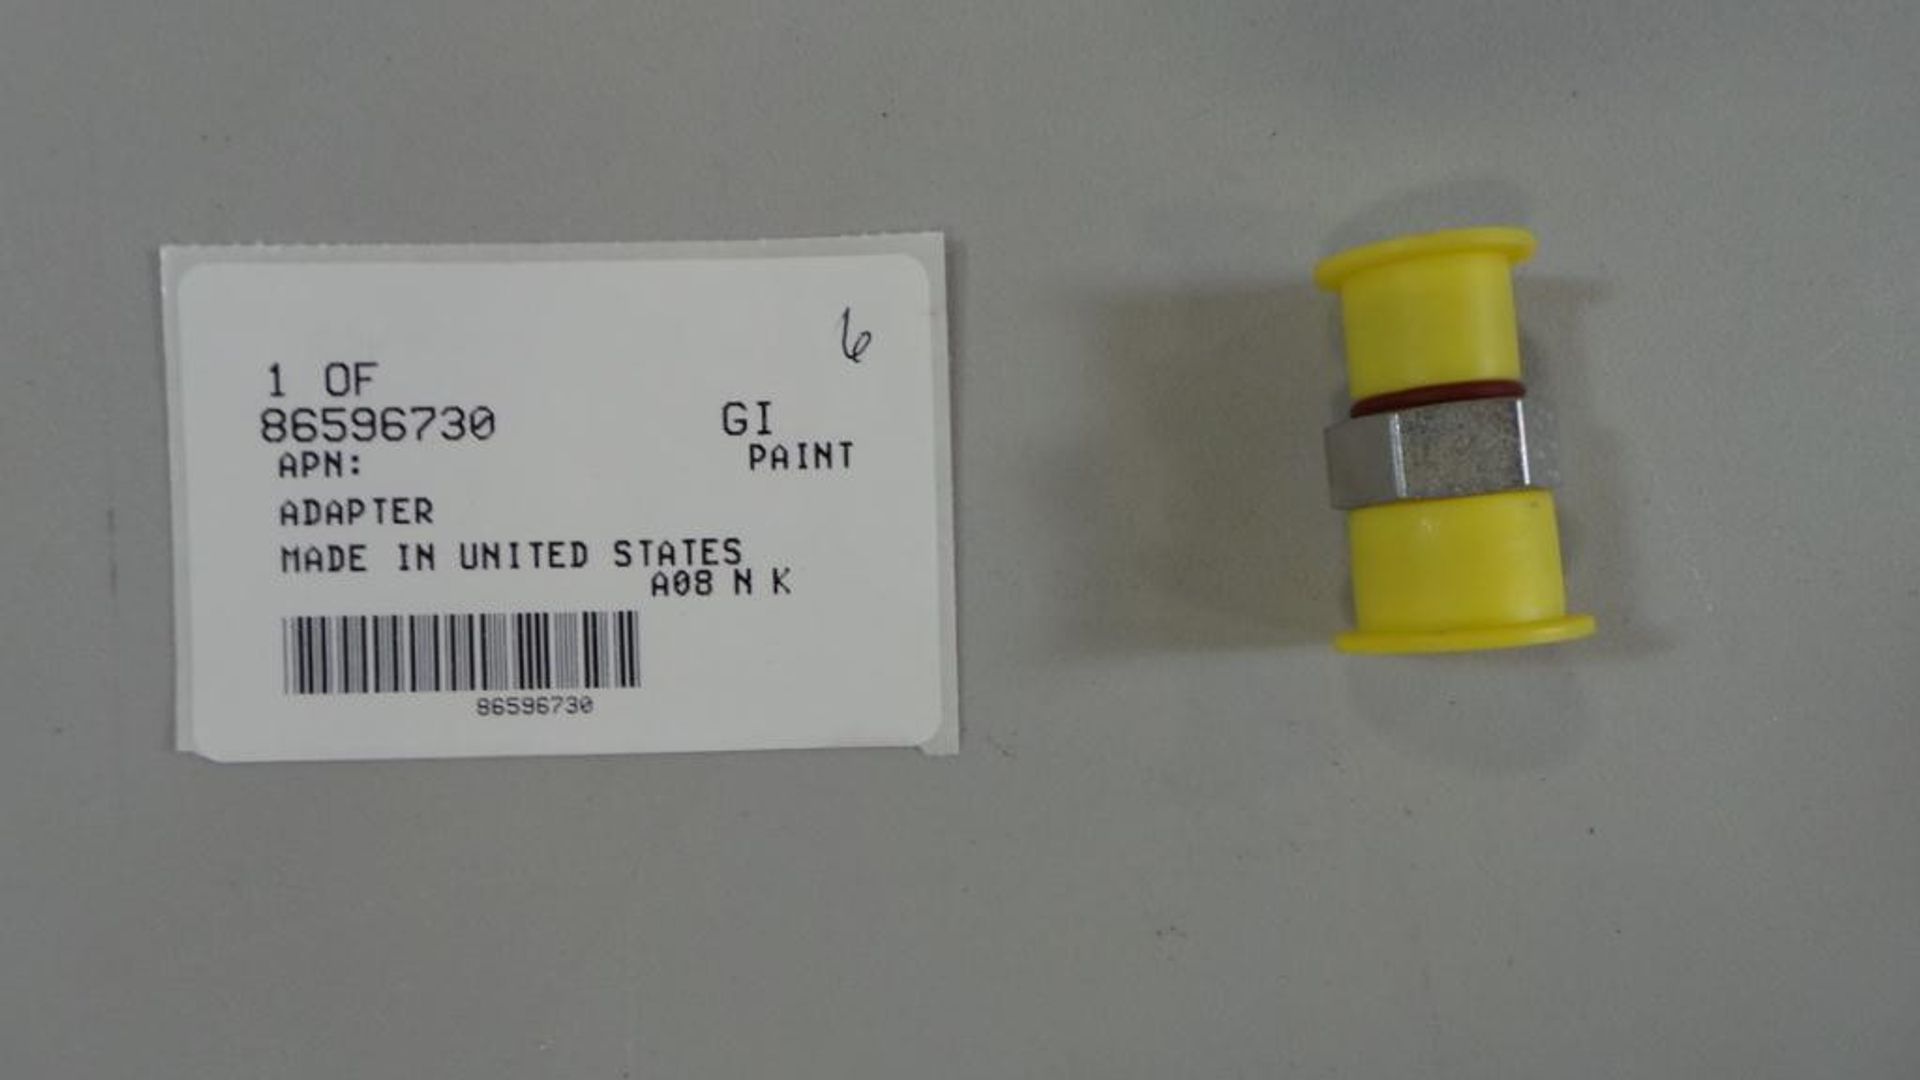 6
1 OF
86596730 GI
APN: PAINT
ADAPTER
MADE IN UNITED STATES
A08 N K
86596730